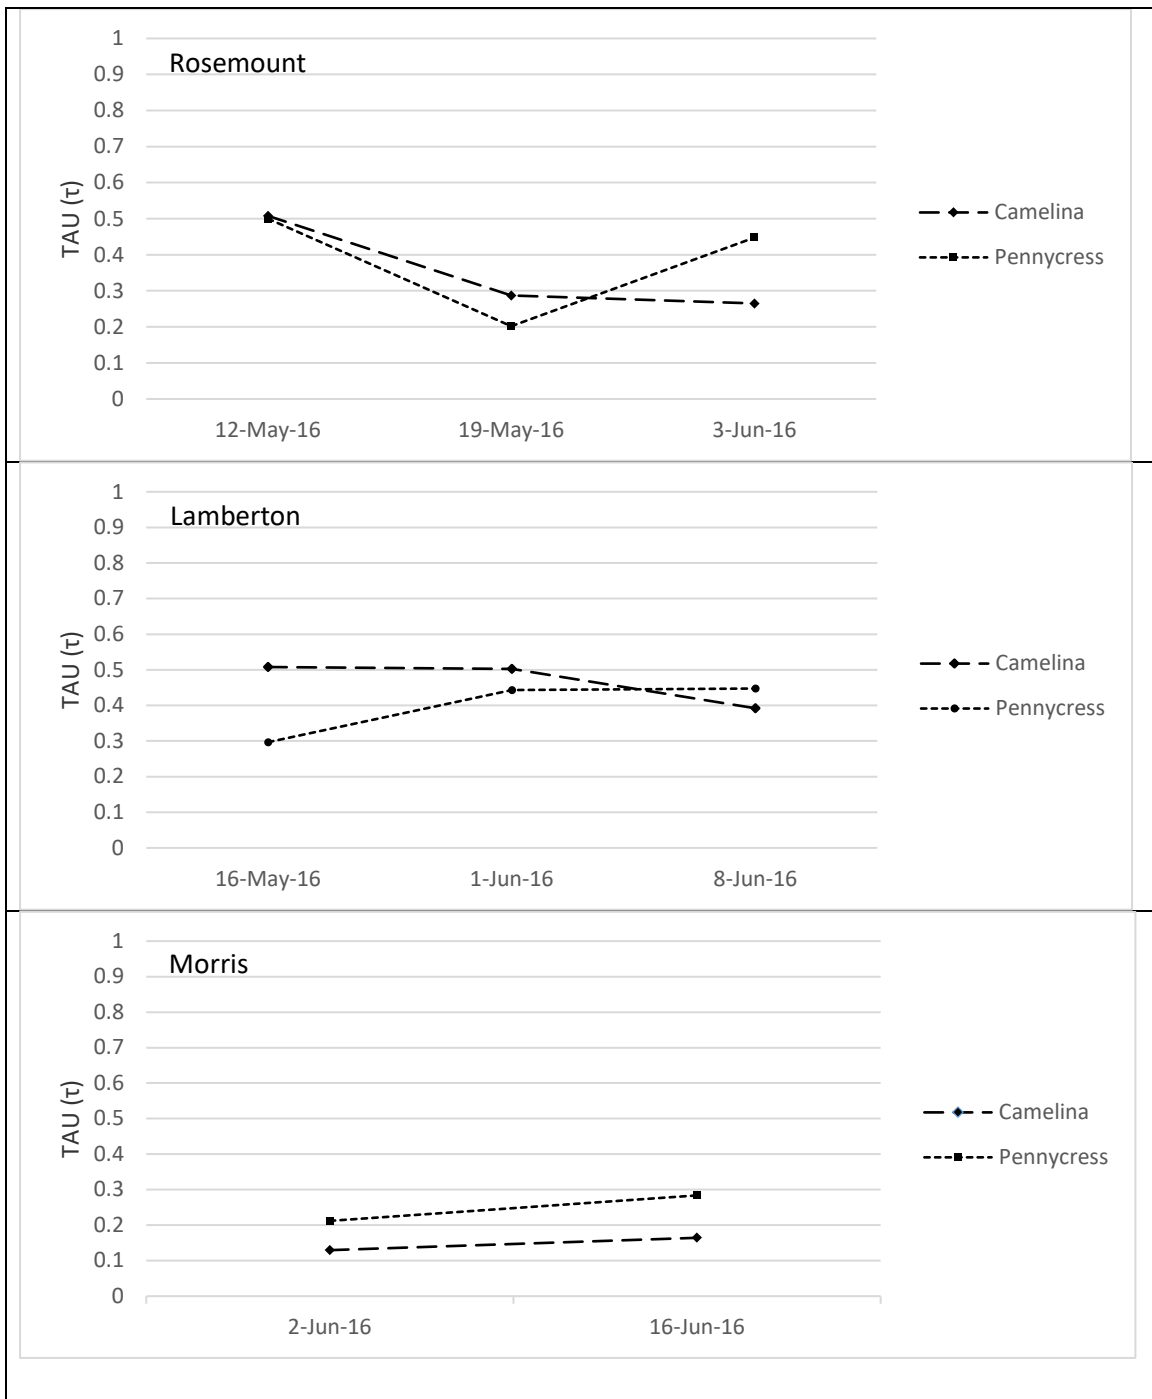 Rosemount
1
0.9
0.8
0.7
0.6
0.5
0.4
0.3
0.2
0.1
0
TAU (τ)
12-May-16 19-May-16 3-Jun-16
Camelina
Pennycress
Lamberton
1
0.9
0.8
0.7
0.6
0.5
0.4
0.3
0.2
0.1
0
TAU (τ)
16-May-16 1-Jun-16 8-Jun-16
Camelina
Pennycress
Morris
1
0.9
0.8
0.7
0.6
0.5
0.4
0.3
0.2
0.1
0
TAU (τ)
2-Jun-16 16-Jun-16
Camelina
Pennycress